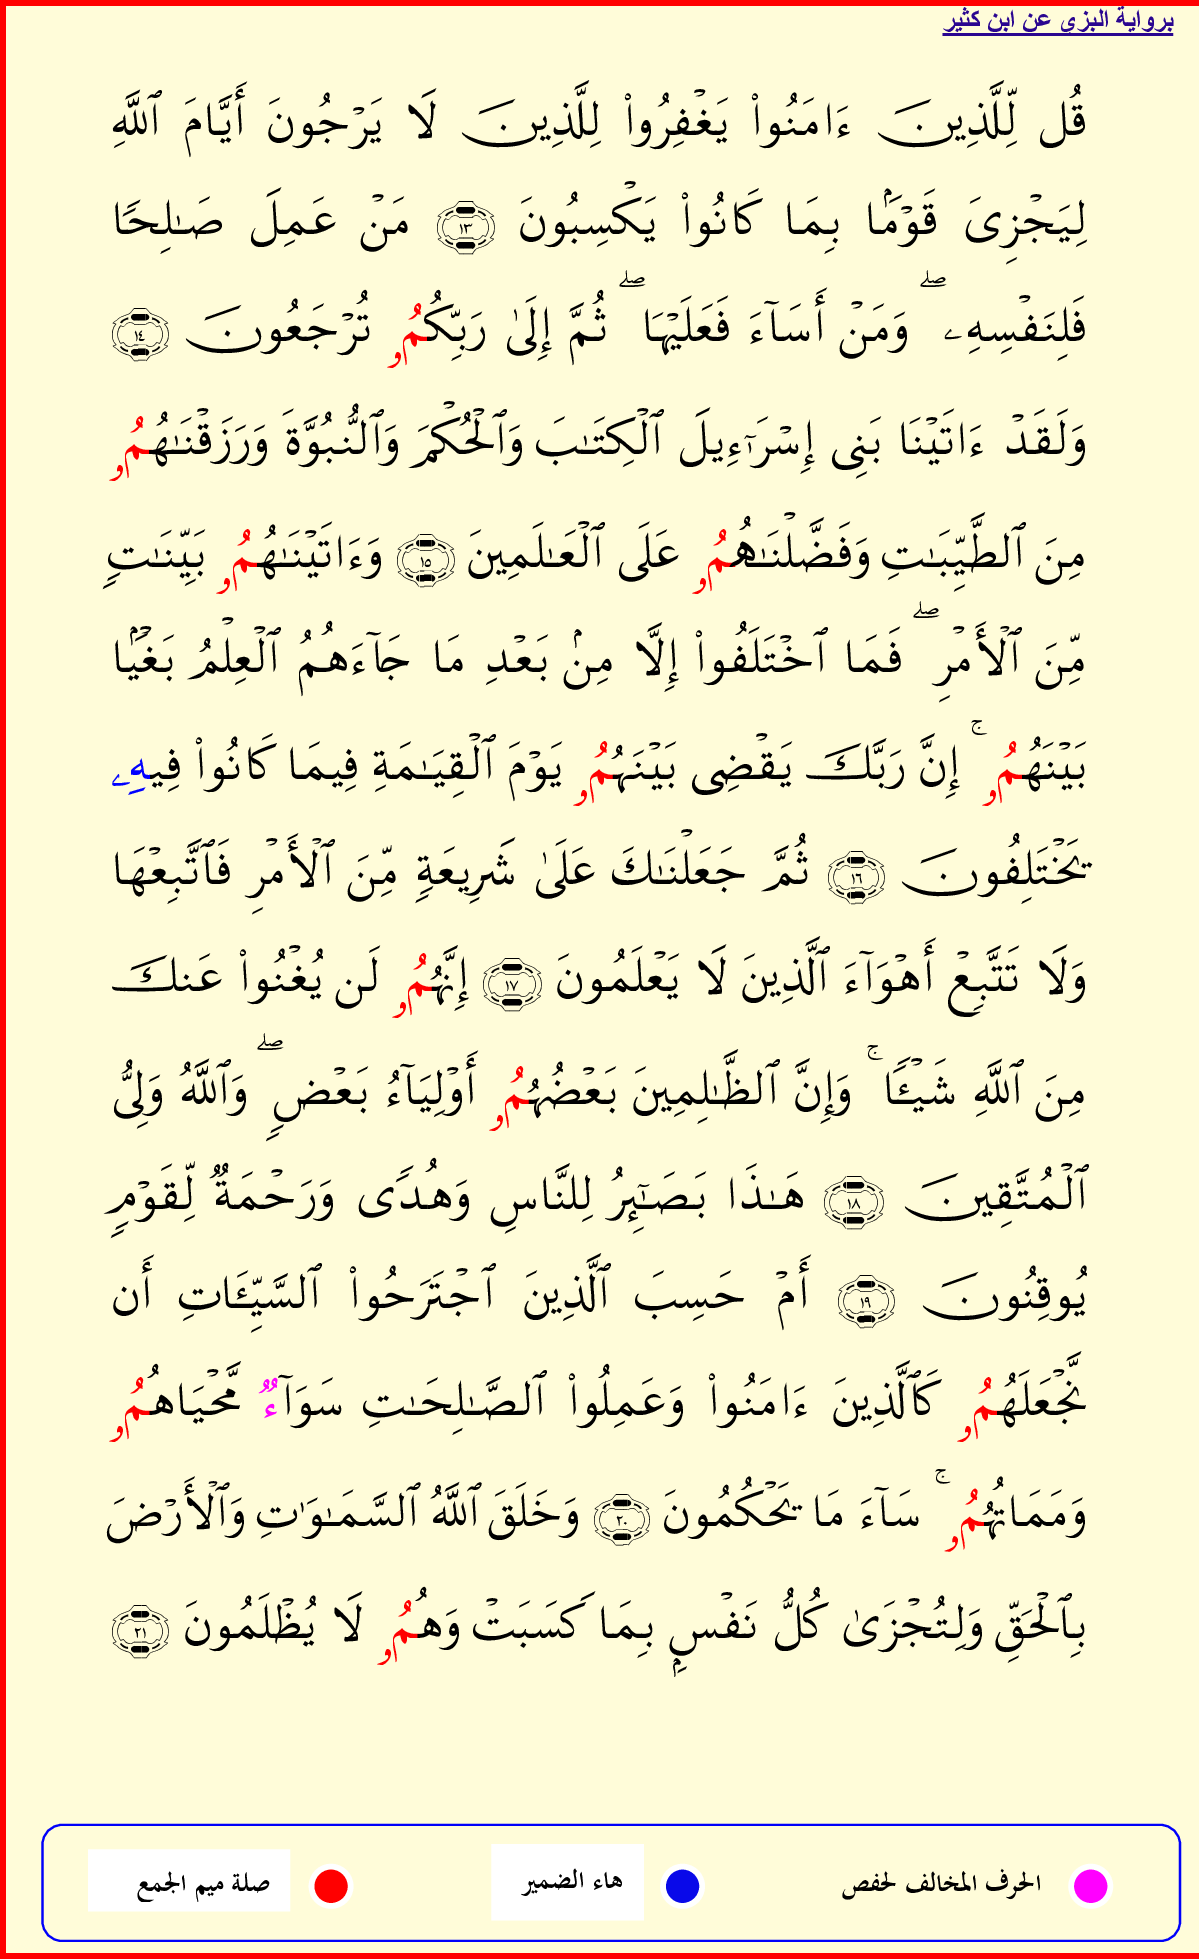 برواية البزى عن ابن كثير
قُل لِّلَّذِينَ ءَامَنُوا۟ يَغْفِرُوا۟ لِلَّذِينَ لَا يَرْجُونَ أَيَّامَ ٱللَّهِ
لِيَجْزِىَ قَوْمَۢا بِمَا كَانُوا۟ يَكْسِبُونَ ١٣ مَنْ عَمِلَ صَـٰلِحًا
فَلِنَفْسِهِۦ ۖ وَمَنْ أَسَآءَ فَعَلَيْهَا ۖ ثُمَّ إِلَىٰ رَبِّكُمُۥ تُرْجَعُونَ ١٤
وَلَقَدْ ءَاتَيْنَا بَنِى إِسْرَٰٓءِيلَ ٱلْكِتَـٰبَ وَٱلْحُكْمَ وَٱلنُّبُوَّةَ وَرَزَقْنَـٰهُمُۥ
مِنَ ٱلطَّيِّبَـٰتِ وَفَضَّلْنَـٰهُمُۥ عَلَى ٱلْعَـٰلَمِينَ ١٥ وَءَاتَيْنَـٰهُمُۥ بَيِّنَـٰتٍ
مِّنَ ٱلْأَمْرِ ۖ فَمَا ٱخْتَلَفُوا۟ إِلَّا مِنۢ بَعْدِ مَا جَآءَهُمُ ٱلْعِلْمُ بَغْيَۢا
بَيْنَهُمُۥ ۚ إِنَّ رَبَّكَ يَقْضِى بَيْنَهُمُۥ يَوْمَ ٱلْقِيَـٰمَةِ فِيمَا كَانُوا۟ فِيهِۦ
يَخْتَلِفُونَ ١٦ ثُمَّ جَعَلْنَـٰكَ عَلَىٰ شَرِيعَةٍ مِّنَ ٱلْأَمْرِ فَٱتَّبِعْهَا
وَلَا تَتَّبِعْ أَهْوَآءَ ٱلَّذِينَ لَا يَعْلَمُونَ ١٧ إِنَّهُمُۥ لَن يُغْنُوا۟ عَنكَ
مِنَ ٱللَّهِ شَيْـًٔا ۚ وَإِنَّ ٱلظَّـٰلِمِينَ بَعْضُهُمُۥ أَوْلِيَآءُ بَعْضٍ ۖ وَٱللَّهُ وَلِىُّ
ٱلْمُتَّقِينَ ١٨ هَـٰذَا بَصَـٰٓئِرُ لِلنَّاسِ وَهُدًى وَرَحْمَةٌ لِّقَوْمٍ
يُوقِنُونَ ١٩ أَمْ حَسِبَ ٱلَّذِينَ ٱجْتَرَحُوا۟ ٱلسَّيِّـَٔاتِ أَن
نَّجْعَلَهُمُۥ كَٱلَّذِينَ ءَامَنُوا۟ وَعَمِلُوا۟ ٱلصَّـٰلِحَـٰتِ سَوَآءٌ مَّحْيَاهُمُۥ
وَمَمَاتُهُمُۥ ۚ سَآءَ مَا يَحْكُمُونَ ٢٠ وَخَلَقَ ٱللَّهُ ٱلسَّمَـٰوَٰتِ وَٱلْأَرْضَ
بِٱلْحَقِّ وَلِتُجْزَىٰ كُلُّ نَفْسٍۭ بِمَا كَسَبَتْ وَهُمُۥ لَا يُظْلَمُونَ ٢١
الحرف المخالف لحفص
هاء الضمير
صلة ميم الجمع